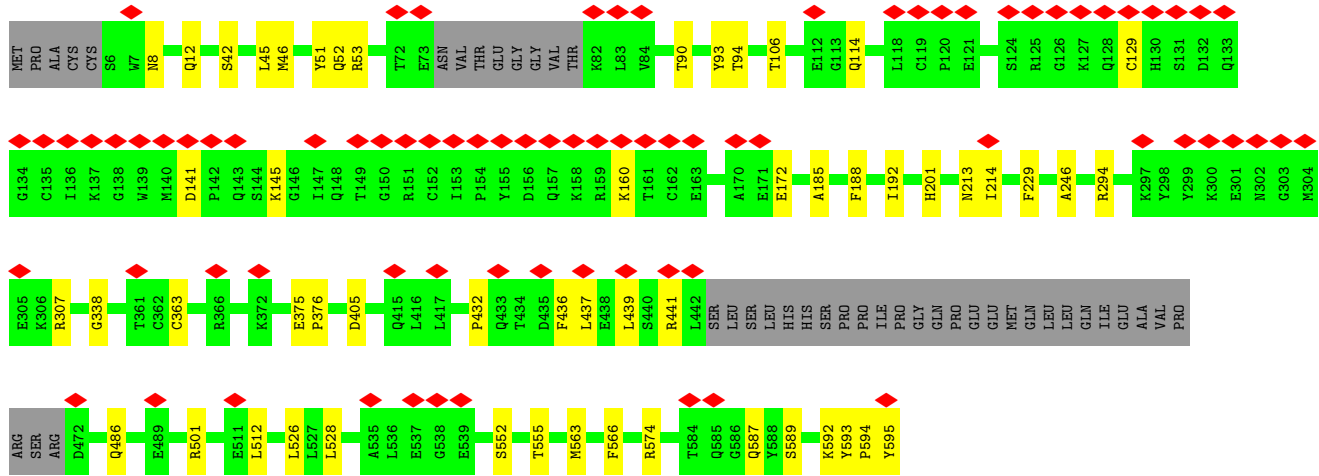 MET PRO ALA CYS CYS S6 W7 N8 Q12 S42 L45 M46 Y51 Q52 R53 T72 E73 ASN VAL THR GLU GLY GLY VAL THR K82 L83 V84 T90 Y93 T94 T106 E112 G113 Q114 L118 C119 P120 E121 S124 R125 G126 K127 Q128 C129 H130 S131 D132 Q133
G134 C135 I136 K137 G138 W139 M140 D141 P142 Q143 S144 K145 G146 I147 Q148 T149 G150 R151 C152 I153 P154 Y155 D156 Q157 K158 R159 K160 T161 C162 E163 A170 E171 E172 A185 F188 I192 H201 N213 I214 F229 A246 R294 K297 Y298 Y299 K300 E301 N302 G303 M304
E305 K306 R307 G338 T361 C362 C363 R366 K372 E375 P376 D405 Q415 L416 L417 P432 Q433 T434 D435 F436 L437 E438 L439 S440 R441 L442 SER LEU SER LEU HIS HIS SER PRO PRO ILE PRO GLY GLN PRO GLU GLU MET GLN LEU LEU GLN ILE GLU ALA VAL PRO
ARG SER ARG D472 Q486 E489 R501 E511 L512 L526 L527 L528 A535 L536 E537 G538 E539 S552 T555 M563 F566 R574 T584 Q585 G586 Q587 Y588 S589 K592 Y593 P594 Y595